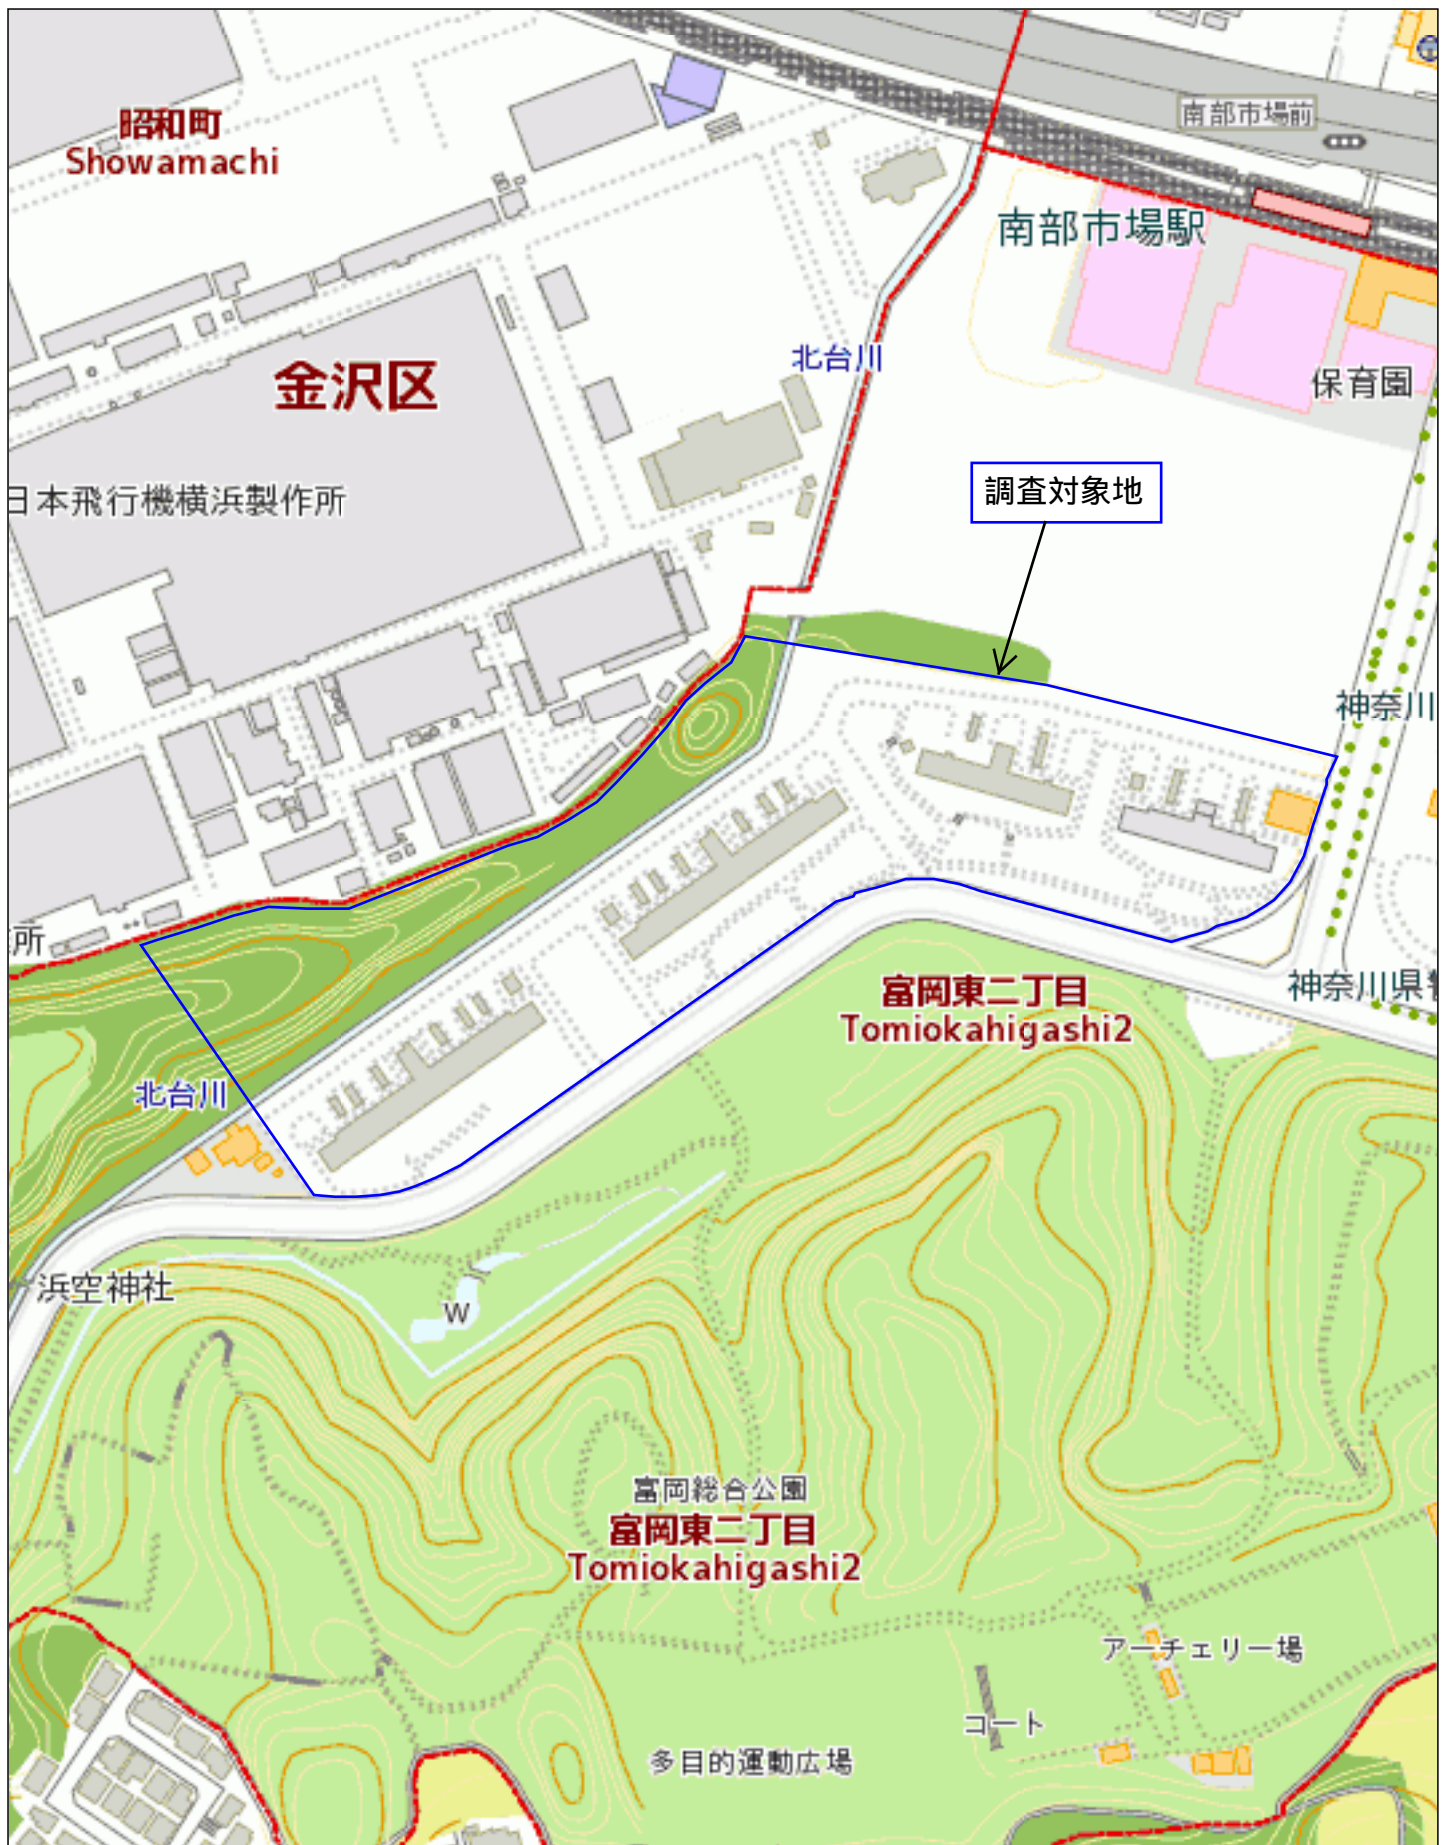 昭和町
Showamachi
南部市場前
南部市場駅
北台川
金沢区
保育園
日本飛行機横浜製作所
調査対象地
神奈川
所
富岡東二丁目
Tomiokahigashi2
神奈川県警
北台川
浜空神社
W
富岡総合公園
富岡東二丁目
Tomiokahigashi2
アーチェリー場
コート
多目的運動広場